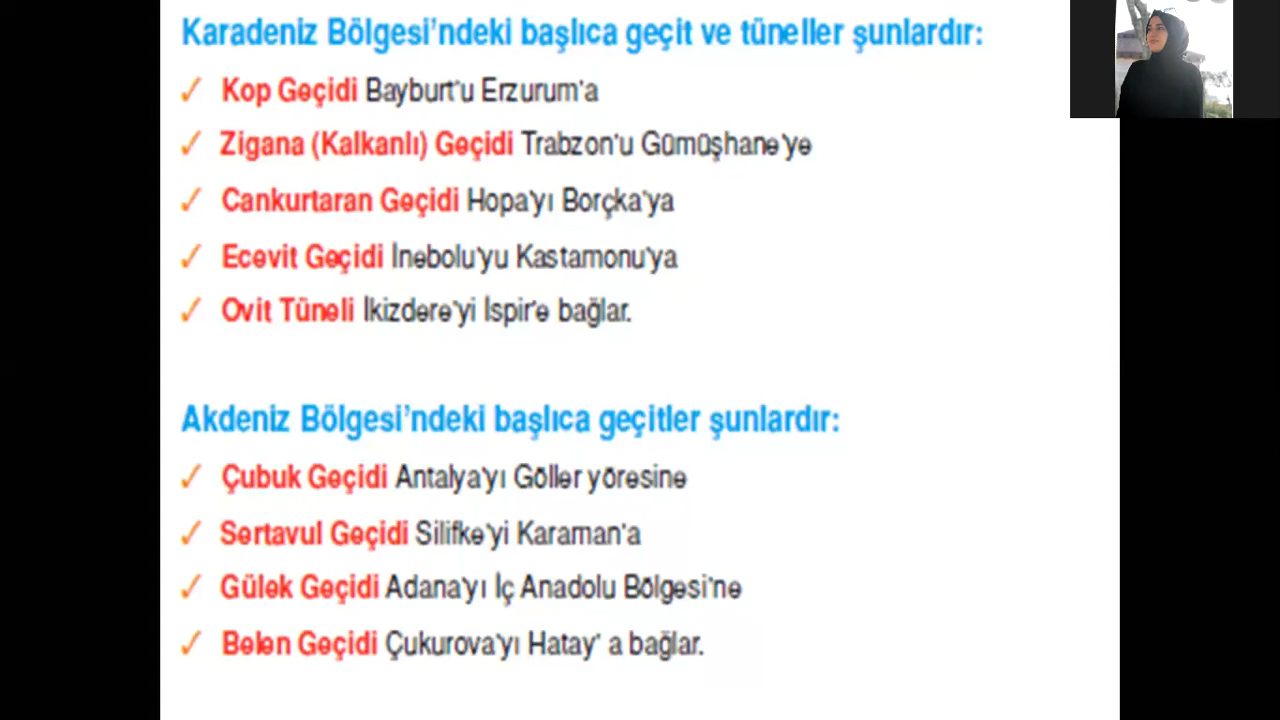 Karadeniz Bölgesi'ndeki başlıca geçit ve tüneller şunlardır:
✓ Kop Geçidi Bayburt'u Erzurum'a
✓ Zigana (Kalkanlı) Geçidi Trabzon'u Gümüşhane'ye
✓ Cankurtaran Geçidi Hopa'yı Borçka'ya
✓ Ecevit Geçidi İnebolu'yu Kastamonu'ya
✓ Ovit Tüneli İkizdere'yi İspir'e bağlar.
Akdeniz Bölgesi'ndeki başlıca geçitler şunlardır:
✓ Çubuk Geçidi Antalya'yı Göller yöresine
✓ Sertavul Geçidi Silifke'yi Karaman'a
✓ Gülek Geçidi Adana'yı İç Anadolu Bölgesi'ne
✓ Belen Geçidi Çukurova'yı Hatay' a bağlar.